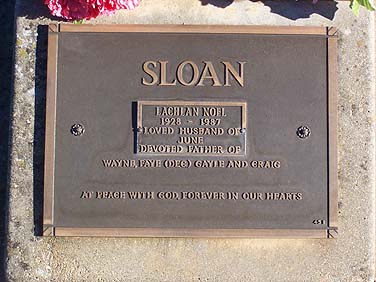 SLOAN
LACHLAN NOEL
1928 - 1987
LOVED HUSBAND OF
JUNE
DEVOTED FATHER OF
WAYNE, FAYE (DEC) GAYLE AND CRAIG
AT PEACE WITH GOD, FOREVER IN OUR HEARTS